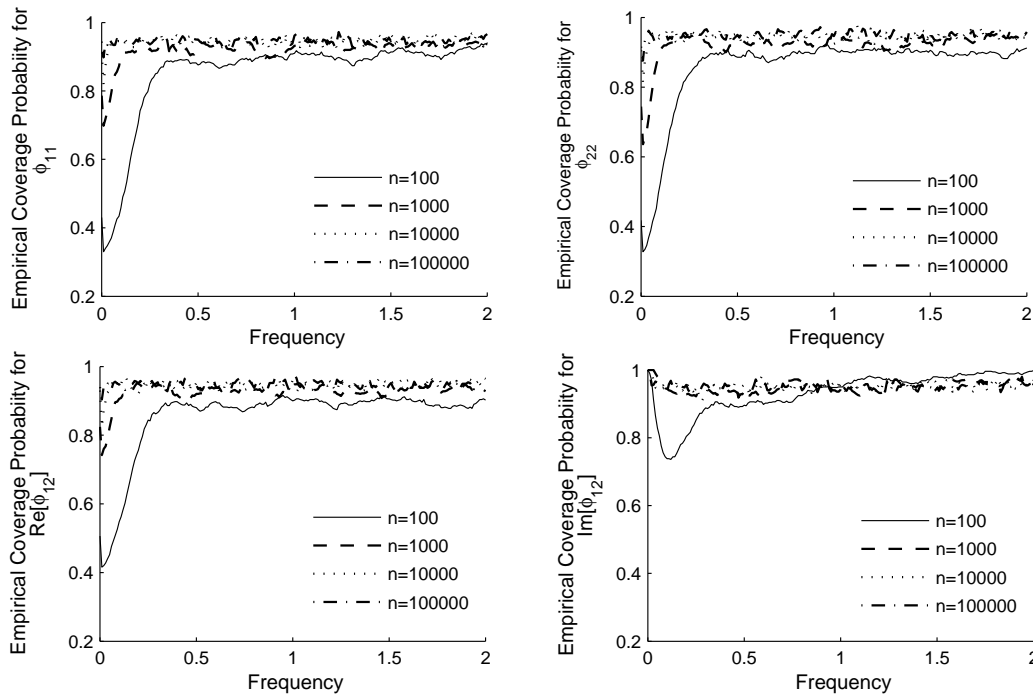 Empirical Coverage Probability for
ϕ11
1
0.8
0.6
0.4
0.2
0
0.5
1
1.5
2
Frequency
n=100
n=1000
n=10000
n=100000
Empirical Coverage Probability for
ϕ22
1
0.8
0.6
0.4
0.2
0
0.5
1
1.5
2
Frequency
n=100
n=1000
n=10000
n=100000
Empirical Coverage Probability for
Re[ϕ12]
1
0.8
0.6
0.4
0.2
0
0.5
1
1.5
2
Frequency
n=100
n=1000
n=10000
n=100000
Empirical Coverage Probability for
Im[ϕ12]
1
0.8
0.6
0.4
0.2
0
0.5
1
1.5
2
Frequency
n=100
n=1000
n=10000
n=100000